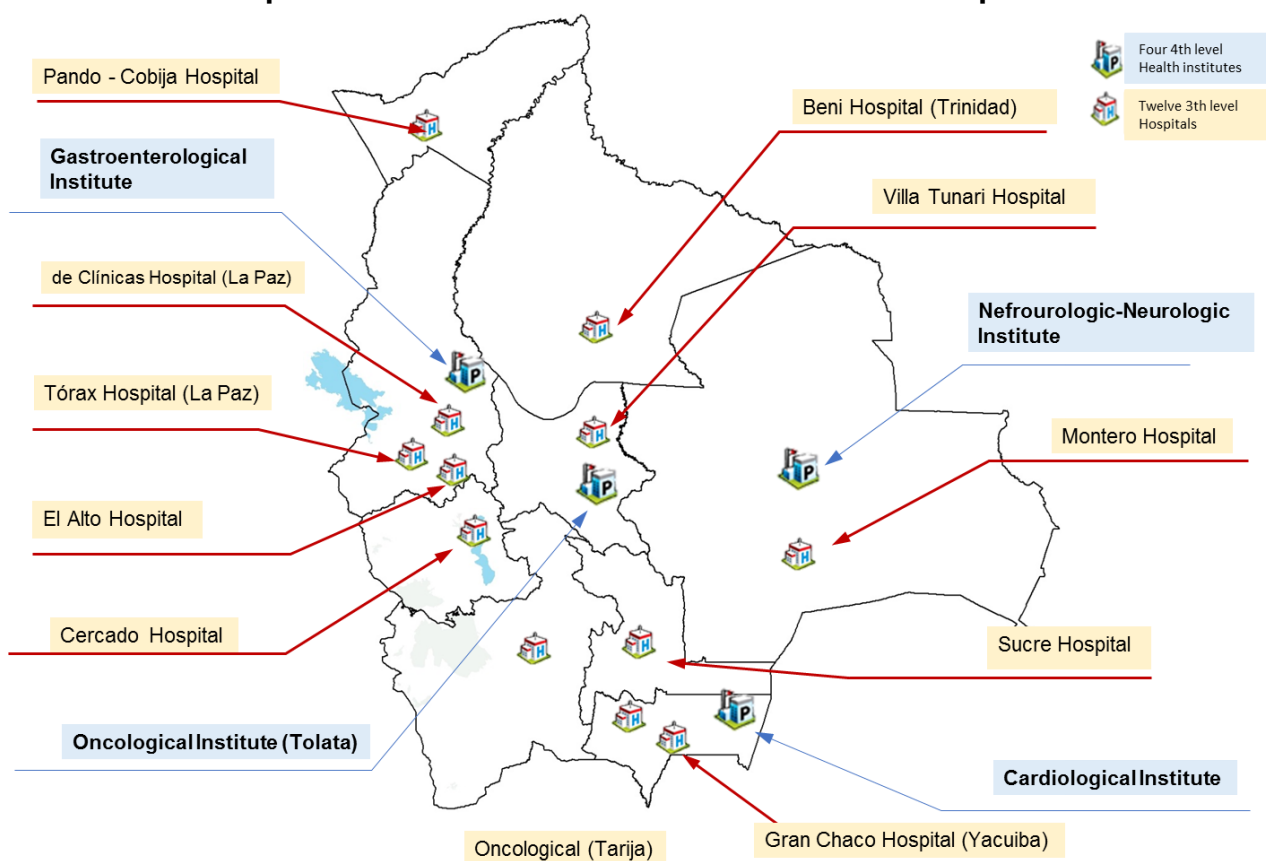 Four 4th level
Health institutes
Twelve 3th level
Hospitals
Pando - Cobija Hospital
Beni Hospital (Trinidad)
Gastroenterological
Institute
Villa Tunari Hospital
de Clínicas Hospital (La Paz)
Nefrourologic-Neurologic
Institute
Tórax Hospital (La Paz)
Montero Hospital
El Alto Hospital
Cercado Hospital
Sucre Hospital
Oncological Institute (Tolata)
Cardiological Institute
Oncological (Tarija)
Gran Chaco Hospital (Yacuiba)
P
H
H
P
H
H
H
H
H
P
P
H
H
H
H
P
H
H